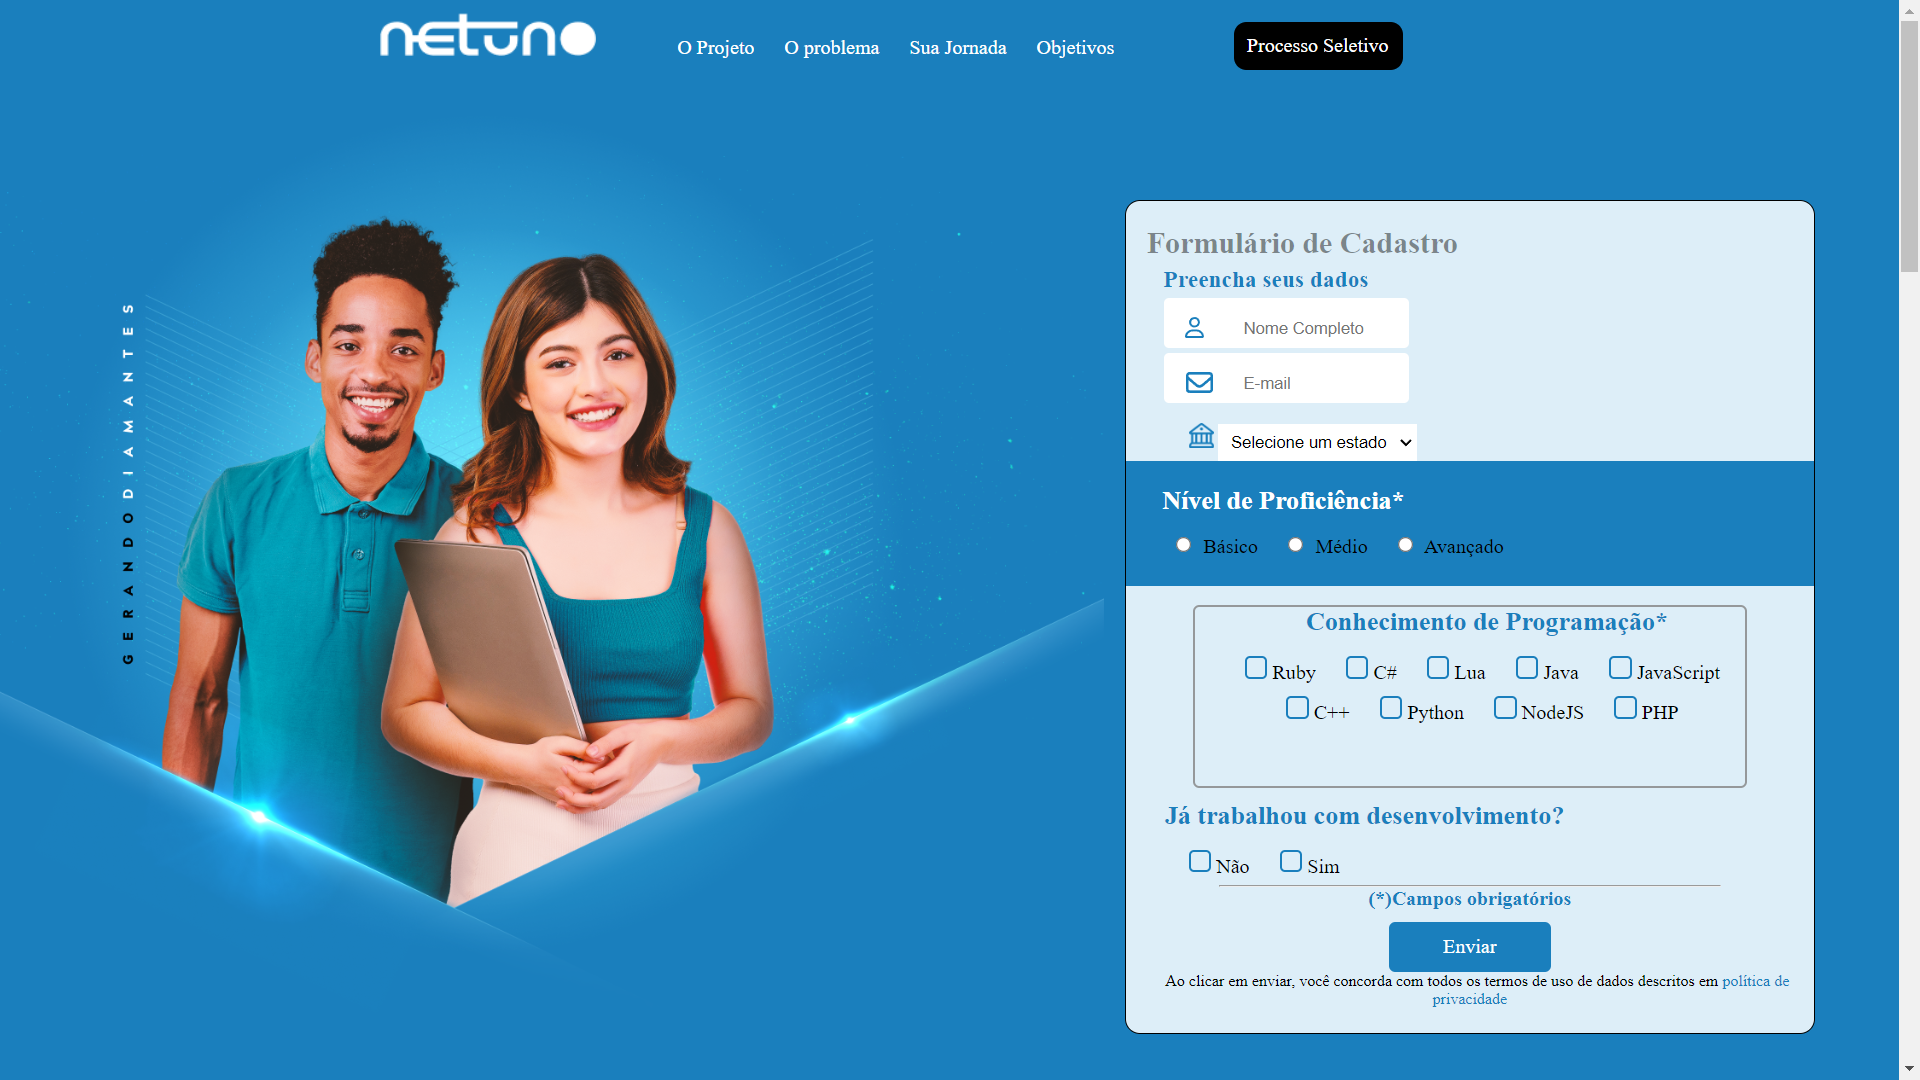 netuno
O Projeto O problema Sua Jornada Objetivos
Processo Seletivo
GERANDODIAMANTES
Formulário de Cadastro
Preencha seus dados
Nome Completo
E-mail
Selecione um estado
Nível de Proficiência*
Básico Médio Avançado
Conhecimento de Programação*
Ruby C# Lua Java JavaScript
C++ Python NodeJS PHP
Já trabalhou com desenvolvimento?
Não Sim
(*)Campos obrigatórios
Enviar
Ao clicar em enviar, você concorda com todos os termos de uso de dados descritos em política de
privacidade